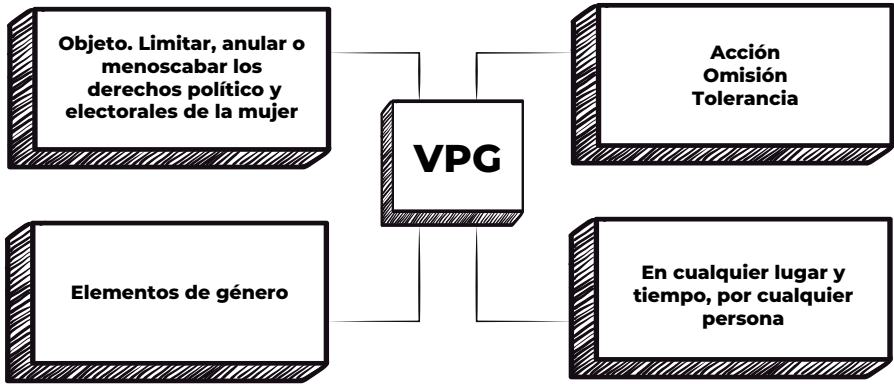 Objeto. Limitar, anular o
menoscabar los
derechos político y
electorales de la mujer
Acción
Omisión
Tolerancia
VPG
Elementos de género
En cualquier lugar y
tiempo, por cualquier
persona